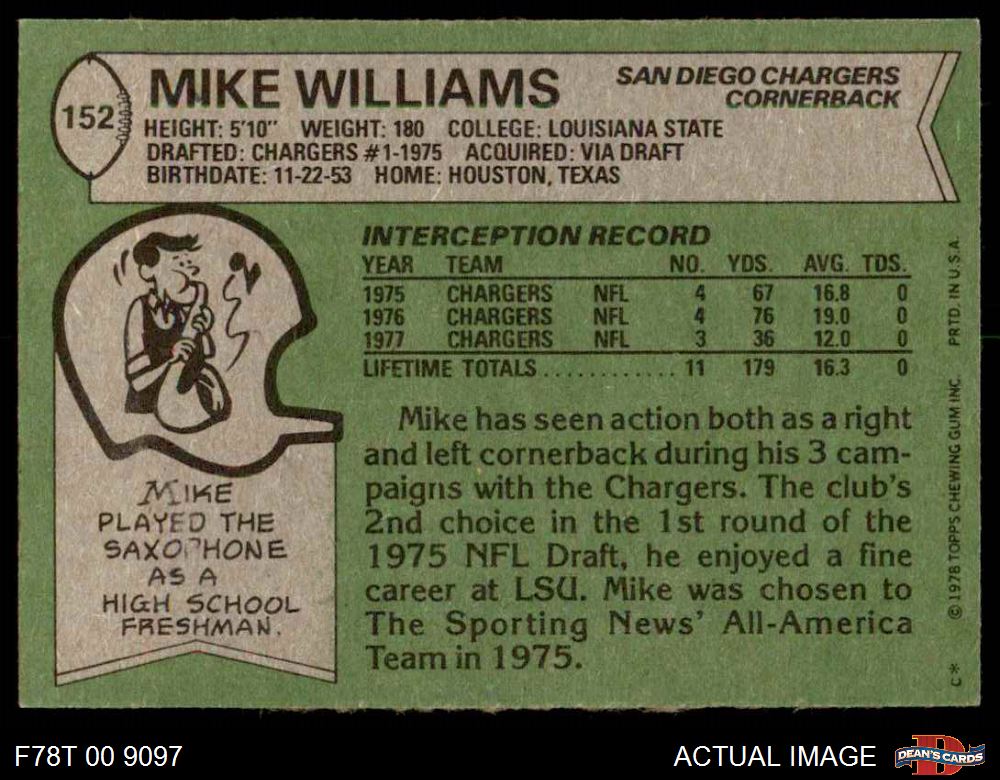 152
MIKE WILLIAMS
SAN DIEGO CHARGERS
CORNERBACK
HEIGHT: 5'10" WEIGHT: 180 COLLEGE: LOUISIANA STATE
DRAFTED: CHARGERS #1-1975 ACQUIRED: VIA DRAFT
BIRTHDATE: 11-22-53 HOME: HOUSTON, TEXAS
INTERCEPTION RECORD
YEAR TEAM NO. YDS. AVG. TDS.
1975 CHARGERS NFL 4 67 16.8 0
1976 CHARGERS NFL 4 76 19.0 0
1977 CHARGERS NFL 3 36 12.0 0
LIFETIME TOTALS............ 11 179 16.3 0
Mike has seen action both as a right
and left cornerback during his 3 cam-
paigns with the Chargers. The club's
2nd choice in the 1st round of the
1975 NFL Draft, he enjoyed a fine
career at LSU. Mike was chosen to
The Sporting News' All-America
Team in 1975.
MIKE
PLAYED THE
SAXOPHONE
AS A
HIGH SCHOOL
FRESHMAN.
C* © 1978 TOPPS CHEWING GUM INC. PRTD. IN U.S.A.
F78T 00 9097
ACTUAL IMAGE
D
DEAN'S CARDS